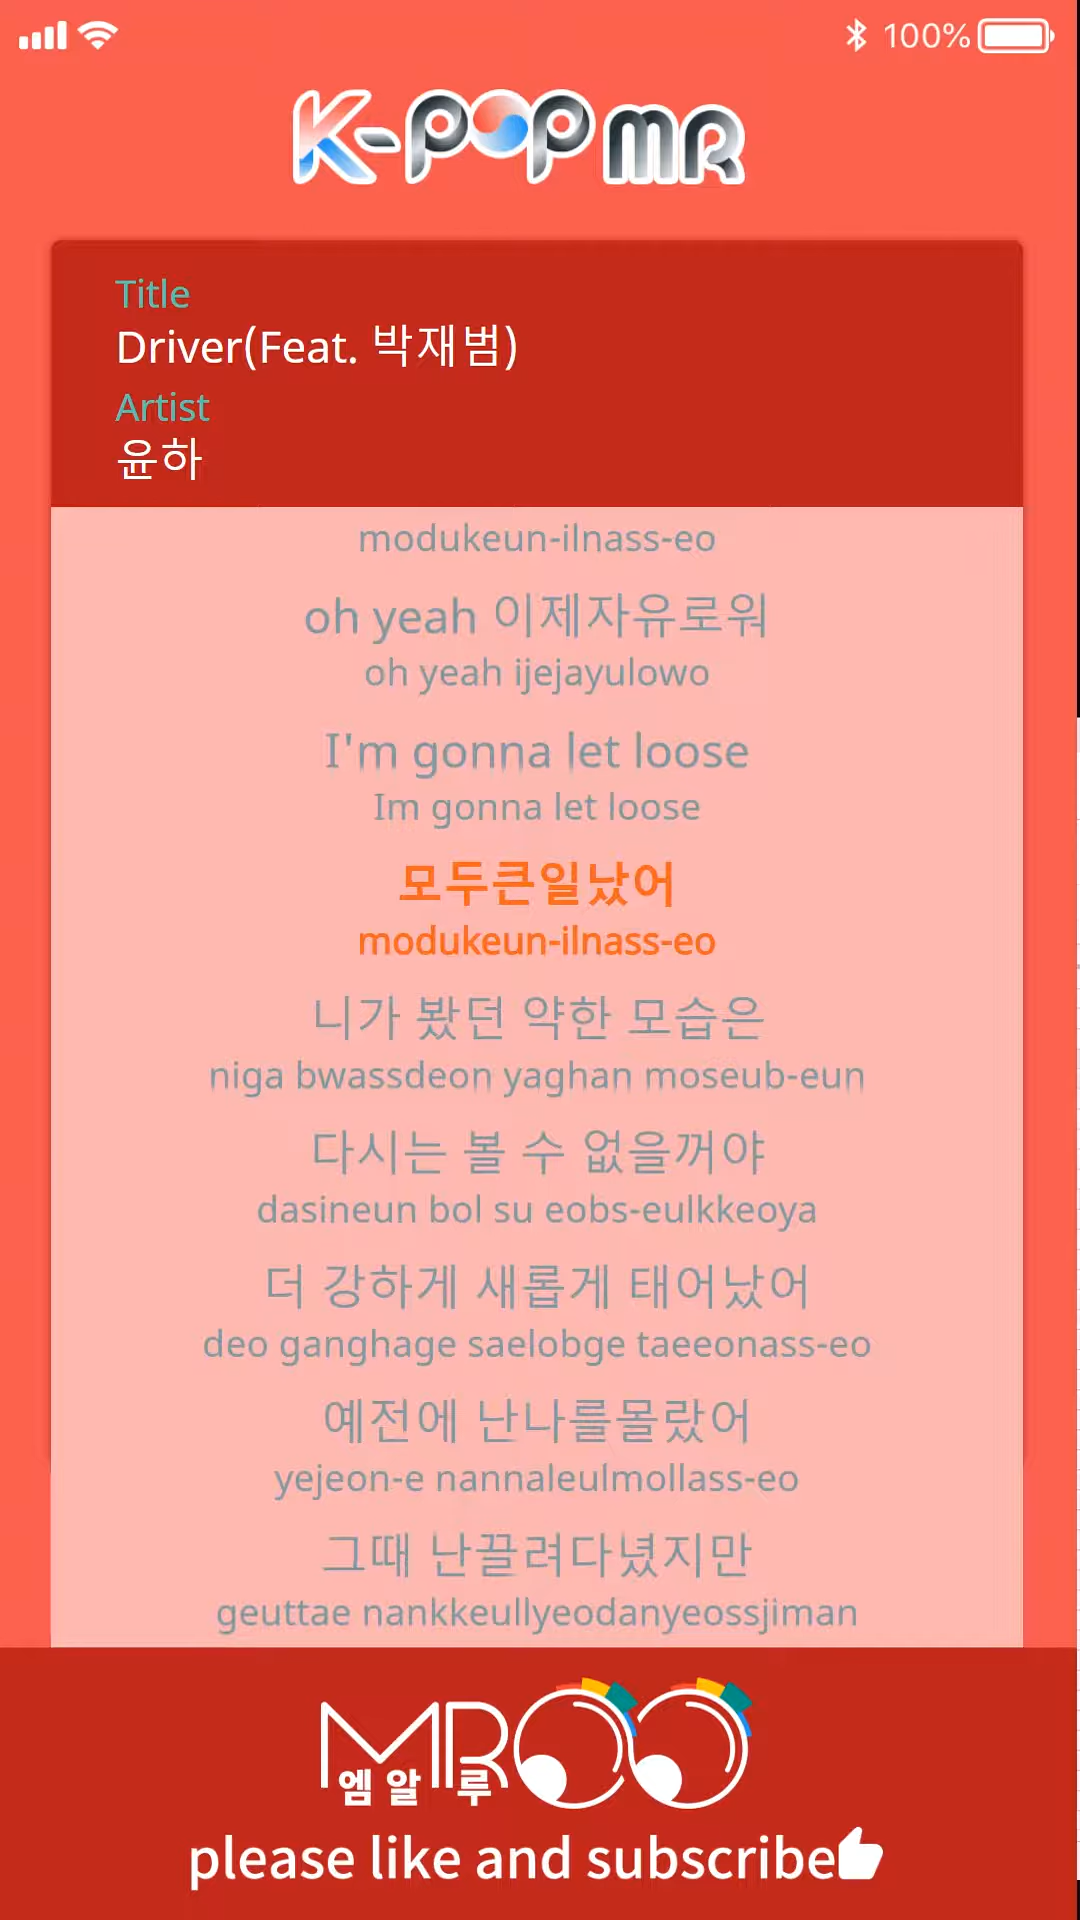 100%
K-POP MR
Title
Driver(Feat. 박재범)
Artist
윤하
modukeun-ilnass-eo
oh yeah 이제자유로워
oh yeah ijejayulowo
I'm gonna let loose
Im gonna let loose
모두큰일났어
modukeun-ilnass-eo
니가 봤던 약한 모습은
niga bwassdeon yaghan moseub-eun
다시는 볼 수 없을꺼야
dasineun bol su eobs-eulkkeoya
더 강하게 새롭게 태어났어
deo ganghage saelobge taeeonass-eo
예전에 난나를몰랐어
yejeon-e nannaleulmollass-eo
그때 난끌려다녔지만
geuttae nankkeullyeodanyeossjiman
MROO
엠알루
please like and subscribe